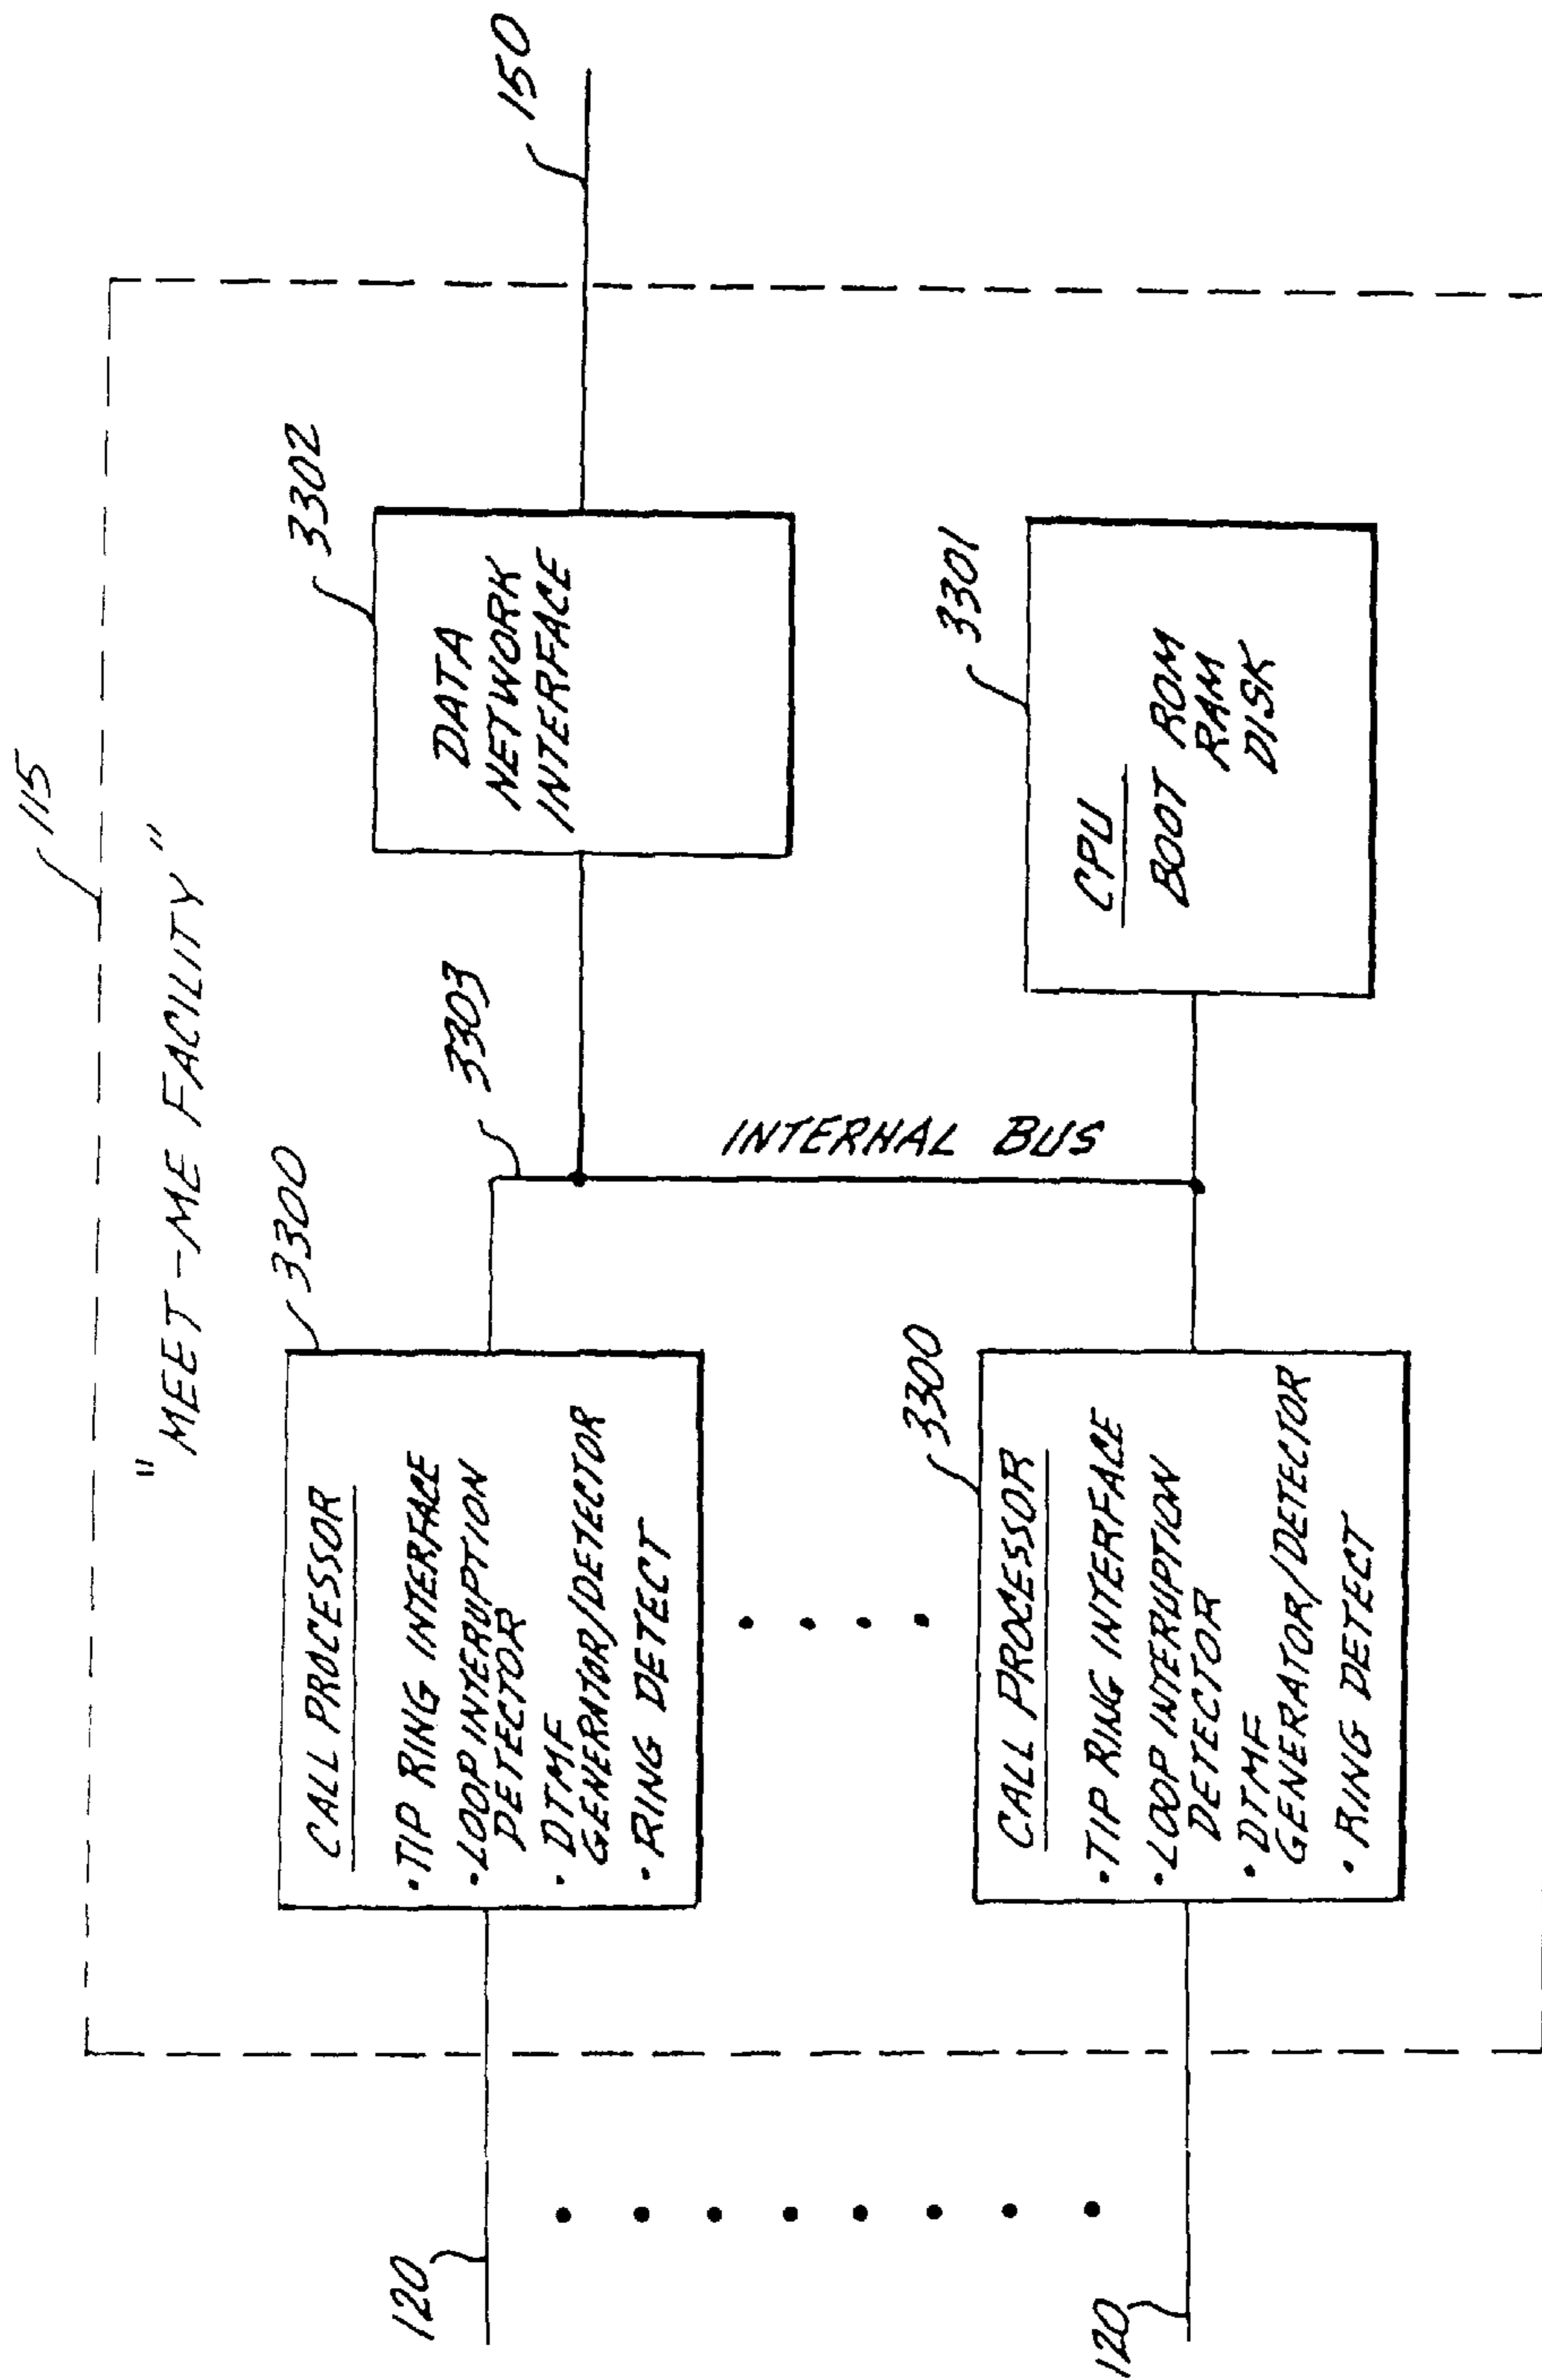 115
"MEET-ME FACILITY"
3300
CALL PROCESSOR
• TIP RING INTERFACE
• LOOP INTERRUPTION
DETECTOR
• DTMF
GENERATOR/DETECTOR
• RING DETECT
120
3303
INTERNAL BUS
3302
DATA
NETWORK
INTERFACE
150
3300
CALL PROCESSOR
• TIP RING INTERFACE
• LOOP INTERUPTION
DETECTOR
• DTMF
GENERATOR/DETECTOR
• RING DETECT
120
3301
CPU
BOOT ROM
RAM
DISK